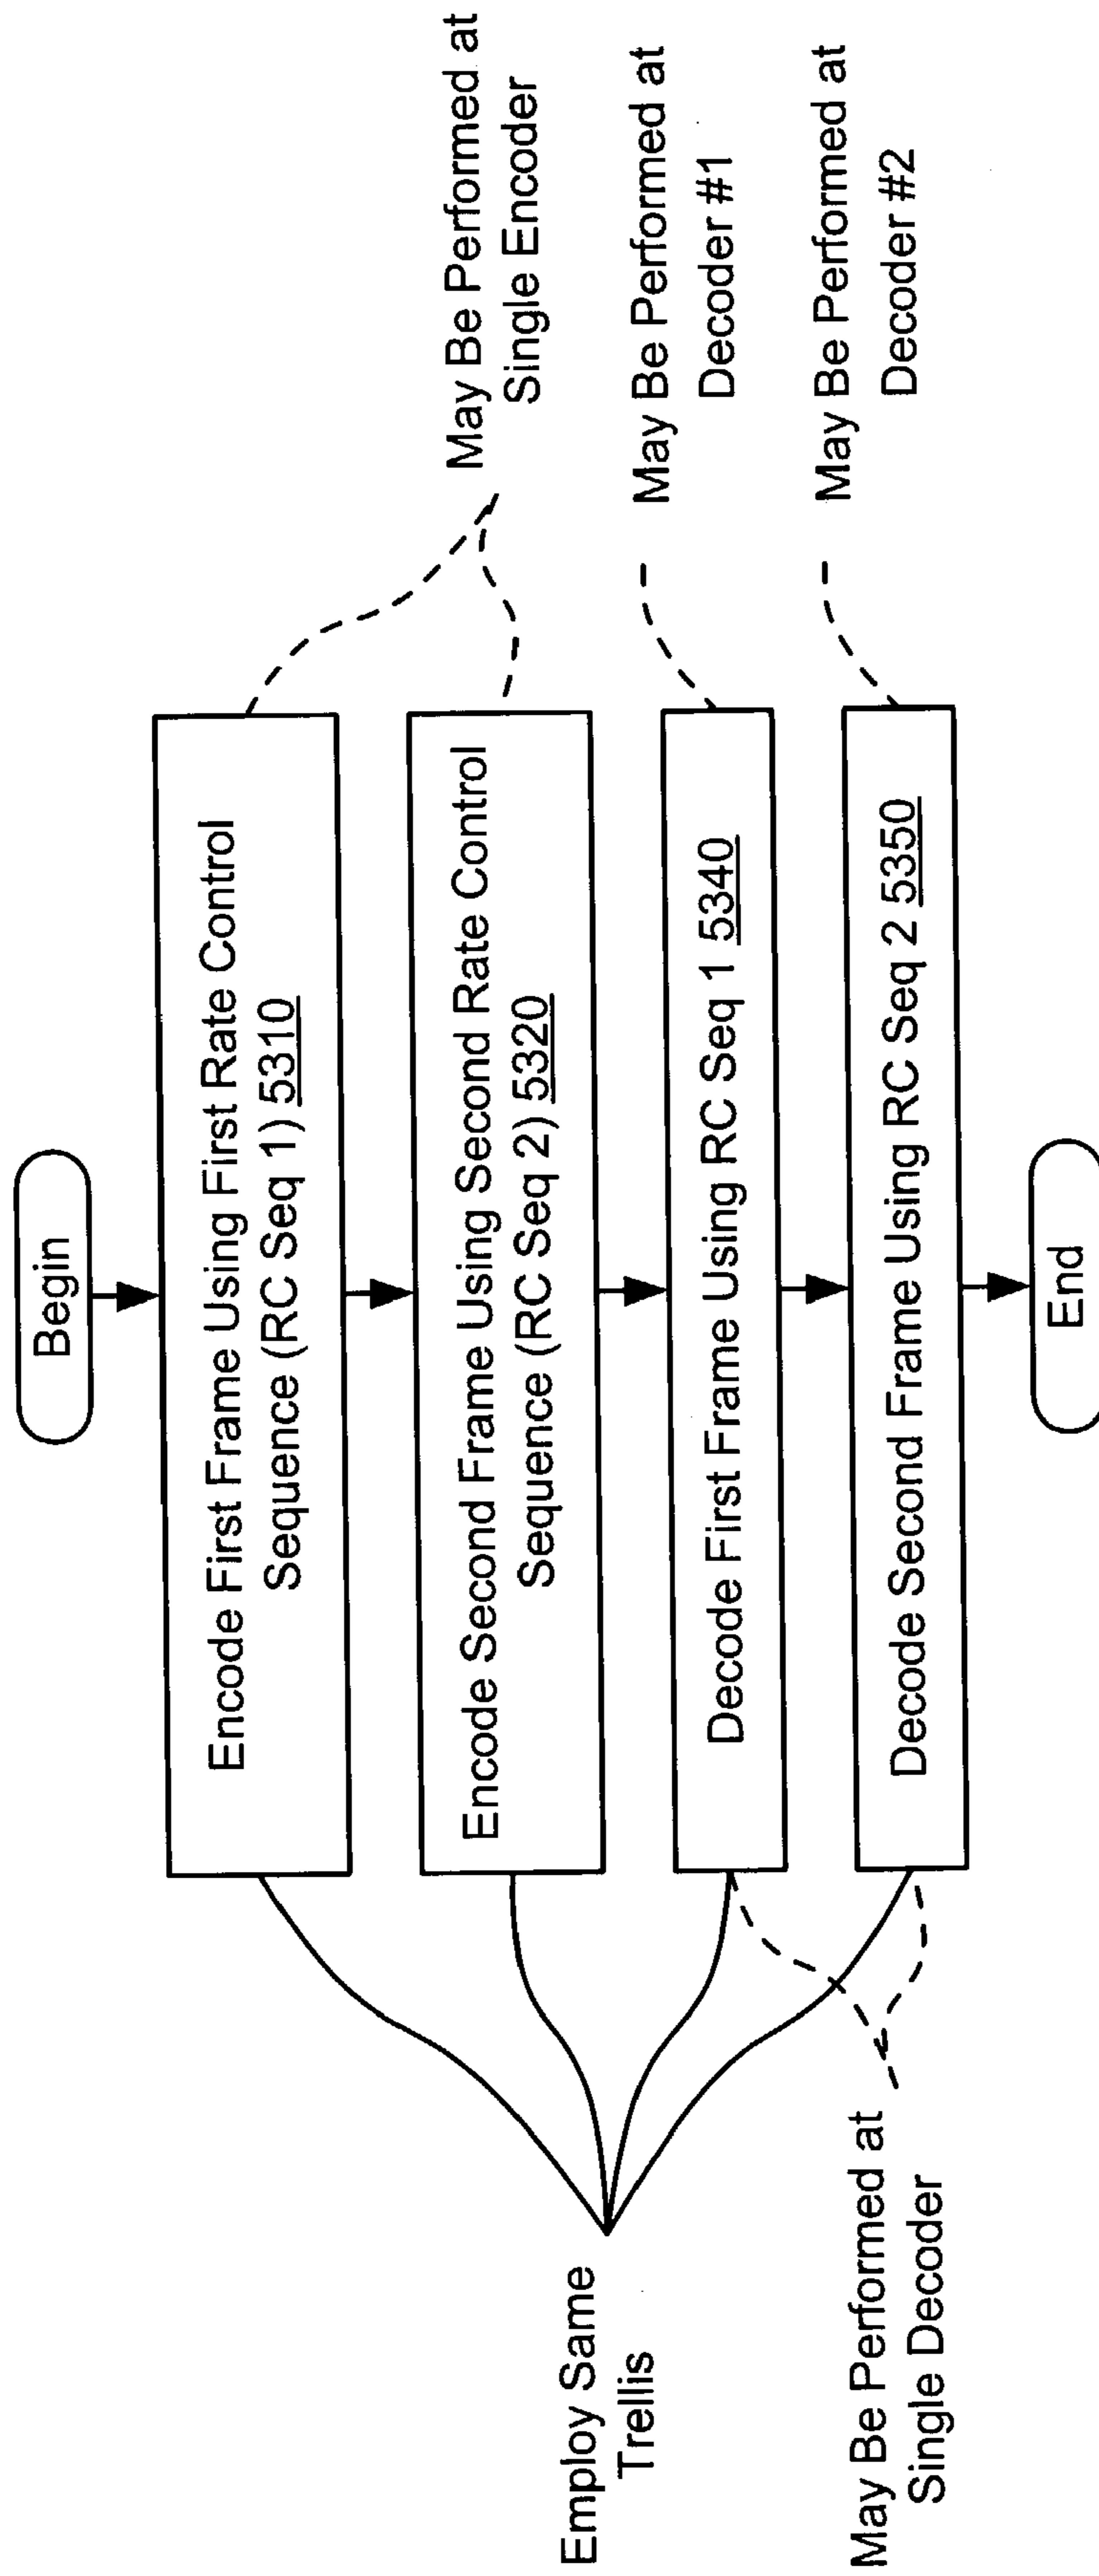 Begin
Encode First Frame Using First Rate Control
Sequence (RC Seq 1) 5310
May Be Performed at
Single Encoder
Encode Second Frame Using Second Rate Control
Sequence (RC Seq 2) 5320
Employ Same
Trellis
Decode First Frame Using RC Seq 1 5340
May Be Performed at
Decoder #1
Decode Second Frame Using RC Seq 2 5350
May Be Performed at
Decoder #2
May Be Performed at
Single Decoder
End